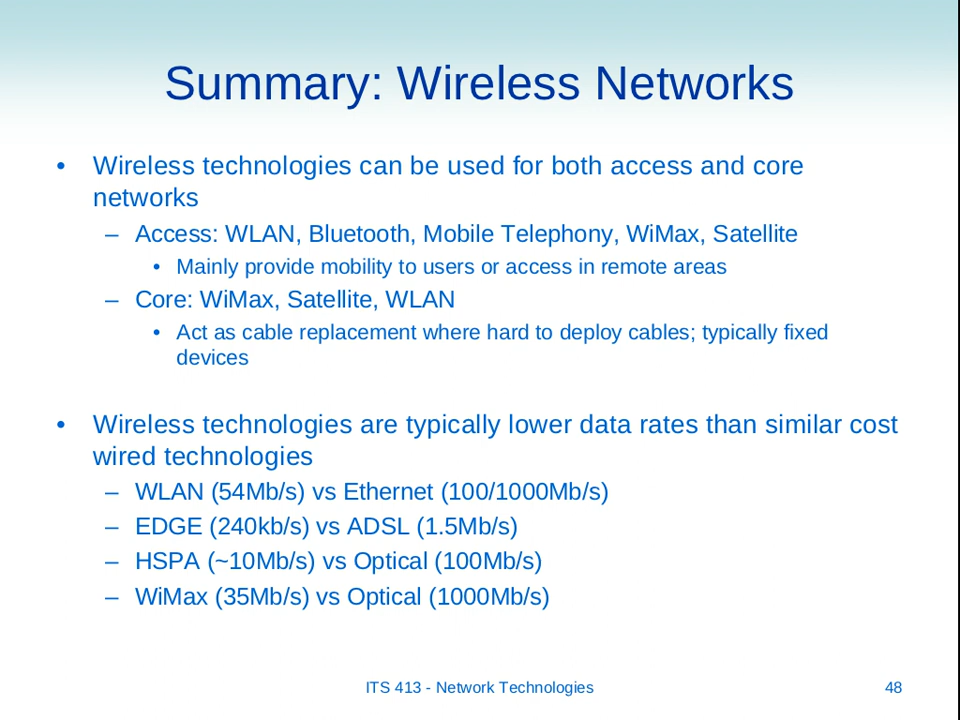 Summary: Wireless Networks
• Wireless technologies can be used for both access and core
networks
– Access: WLAN, Bluetooth, Mobile Telephony, WiMax, Satellite
• Mainly provide mobility to users or access in remote areas
– Core: WiMax, Satellite, WLAN
• Act as cable replacement where hard to deploy cables; typically fixed
devices
• Wireless technologies are typically lower data rates than similar cost
wired technologies
– WLAN (54Mb/s) vs Ethernet (100/1000Mb/s)
– EDGE (240kb/s) vs ADSL (1.5Mb/s)
– HSPA (~10Mb/s) vs Optical (100Mb/s)
– WiMax (35Mb/s) vs Optical (1000Mb/s)
ITS 413 - Network Technologies 48